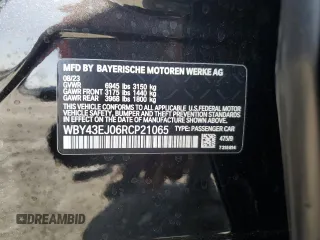 MFD BY BAYERISCHE MOTOREN WERKE AG
08/23
GVWR 6945 lbs 3150 kg
GAWR FRONT 3175 lbs 1440 kg
GAWR REAR 3968 lbs 1800 kg
THIS VEHICLE CONFORMS TO ALL APPLICABLE U.S.FEDERAL MOTOR
VEHICLE SAFETY AND THEFT PREVENTION STANDARDS IN EFFECT
ON THE DATE OF MANUFACTURE SHOWN ABOVE.
WBY43EJ06RCP21065 TYPE: PASSENGER CAR
475/B
DREAMBID